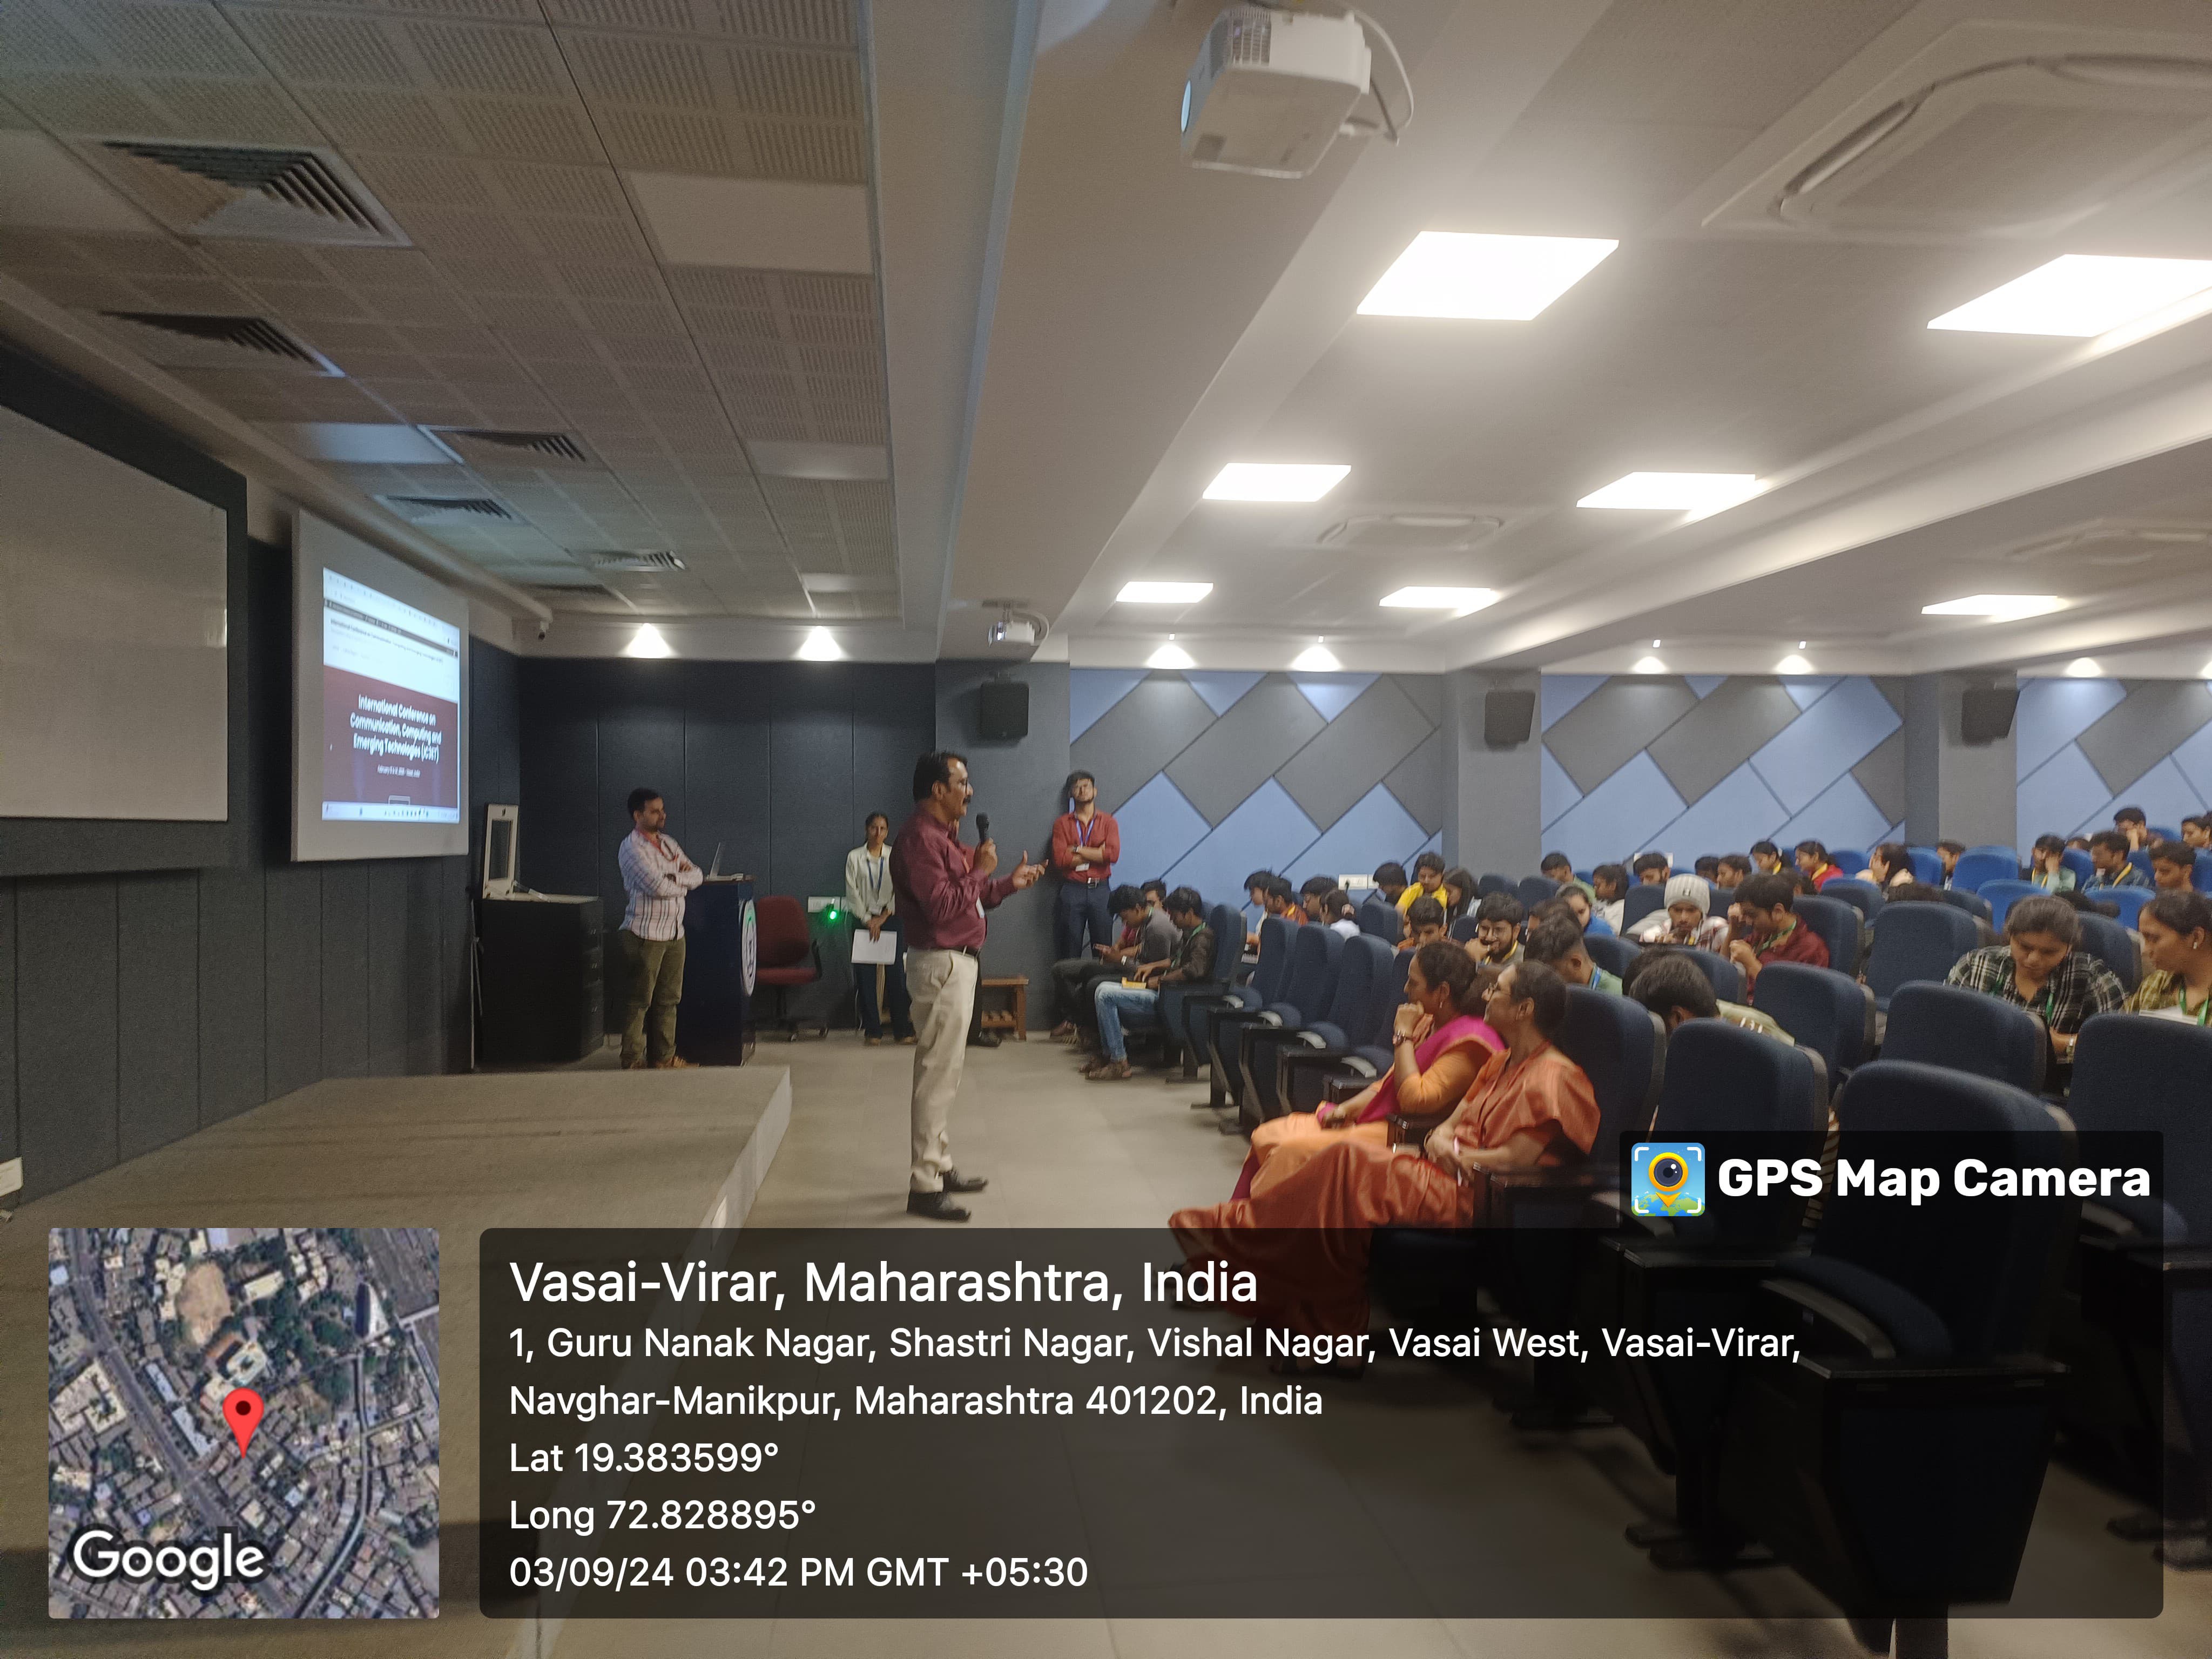 International Conference on
Communication, Computing and
Emerging Technologies (IC3ET)
GPS Map Camera
Vasai-Virar, Maharashtra, India
1, Guru Nanak Nagar, Shastri Nagar, Vishal Nagar, Vasai West, Vasai-Virar,
Navghar-Manikpur, Maharashtra 401202, India
Lat 19.383599°
Long 72.828895°
03/09/24 03:42 PM GMT +05:30
Google